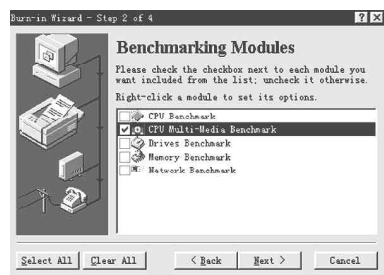 Burn-in Wizard - Step 2 of 4
Benchmarking Modules
Please check the checkbox next to each module you
want included from the list; uncheck it otherwise.
Right-click a module to set its options.
CPU Benchmark
CPU Multi-Media Benchmark
Drives Benchmark
Memory Benchmark
Network Benchmark
Select All Clear All < Back Next > Cancel